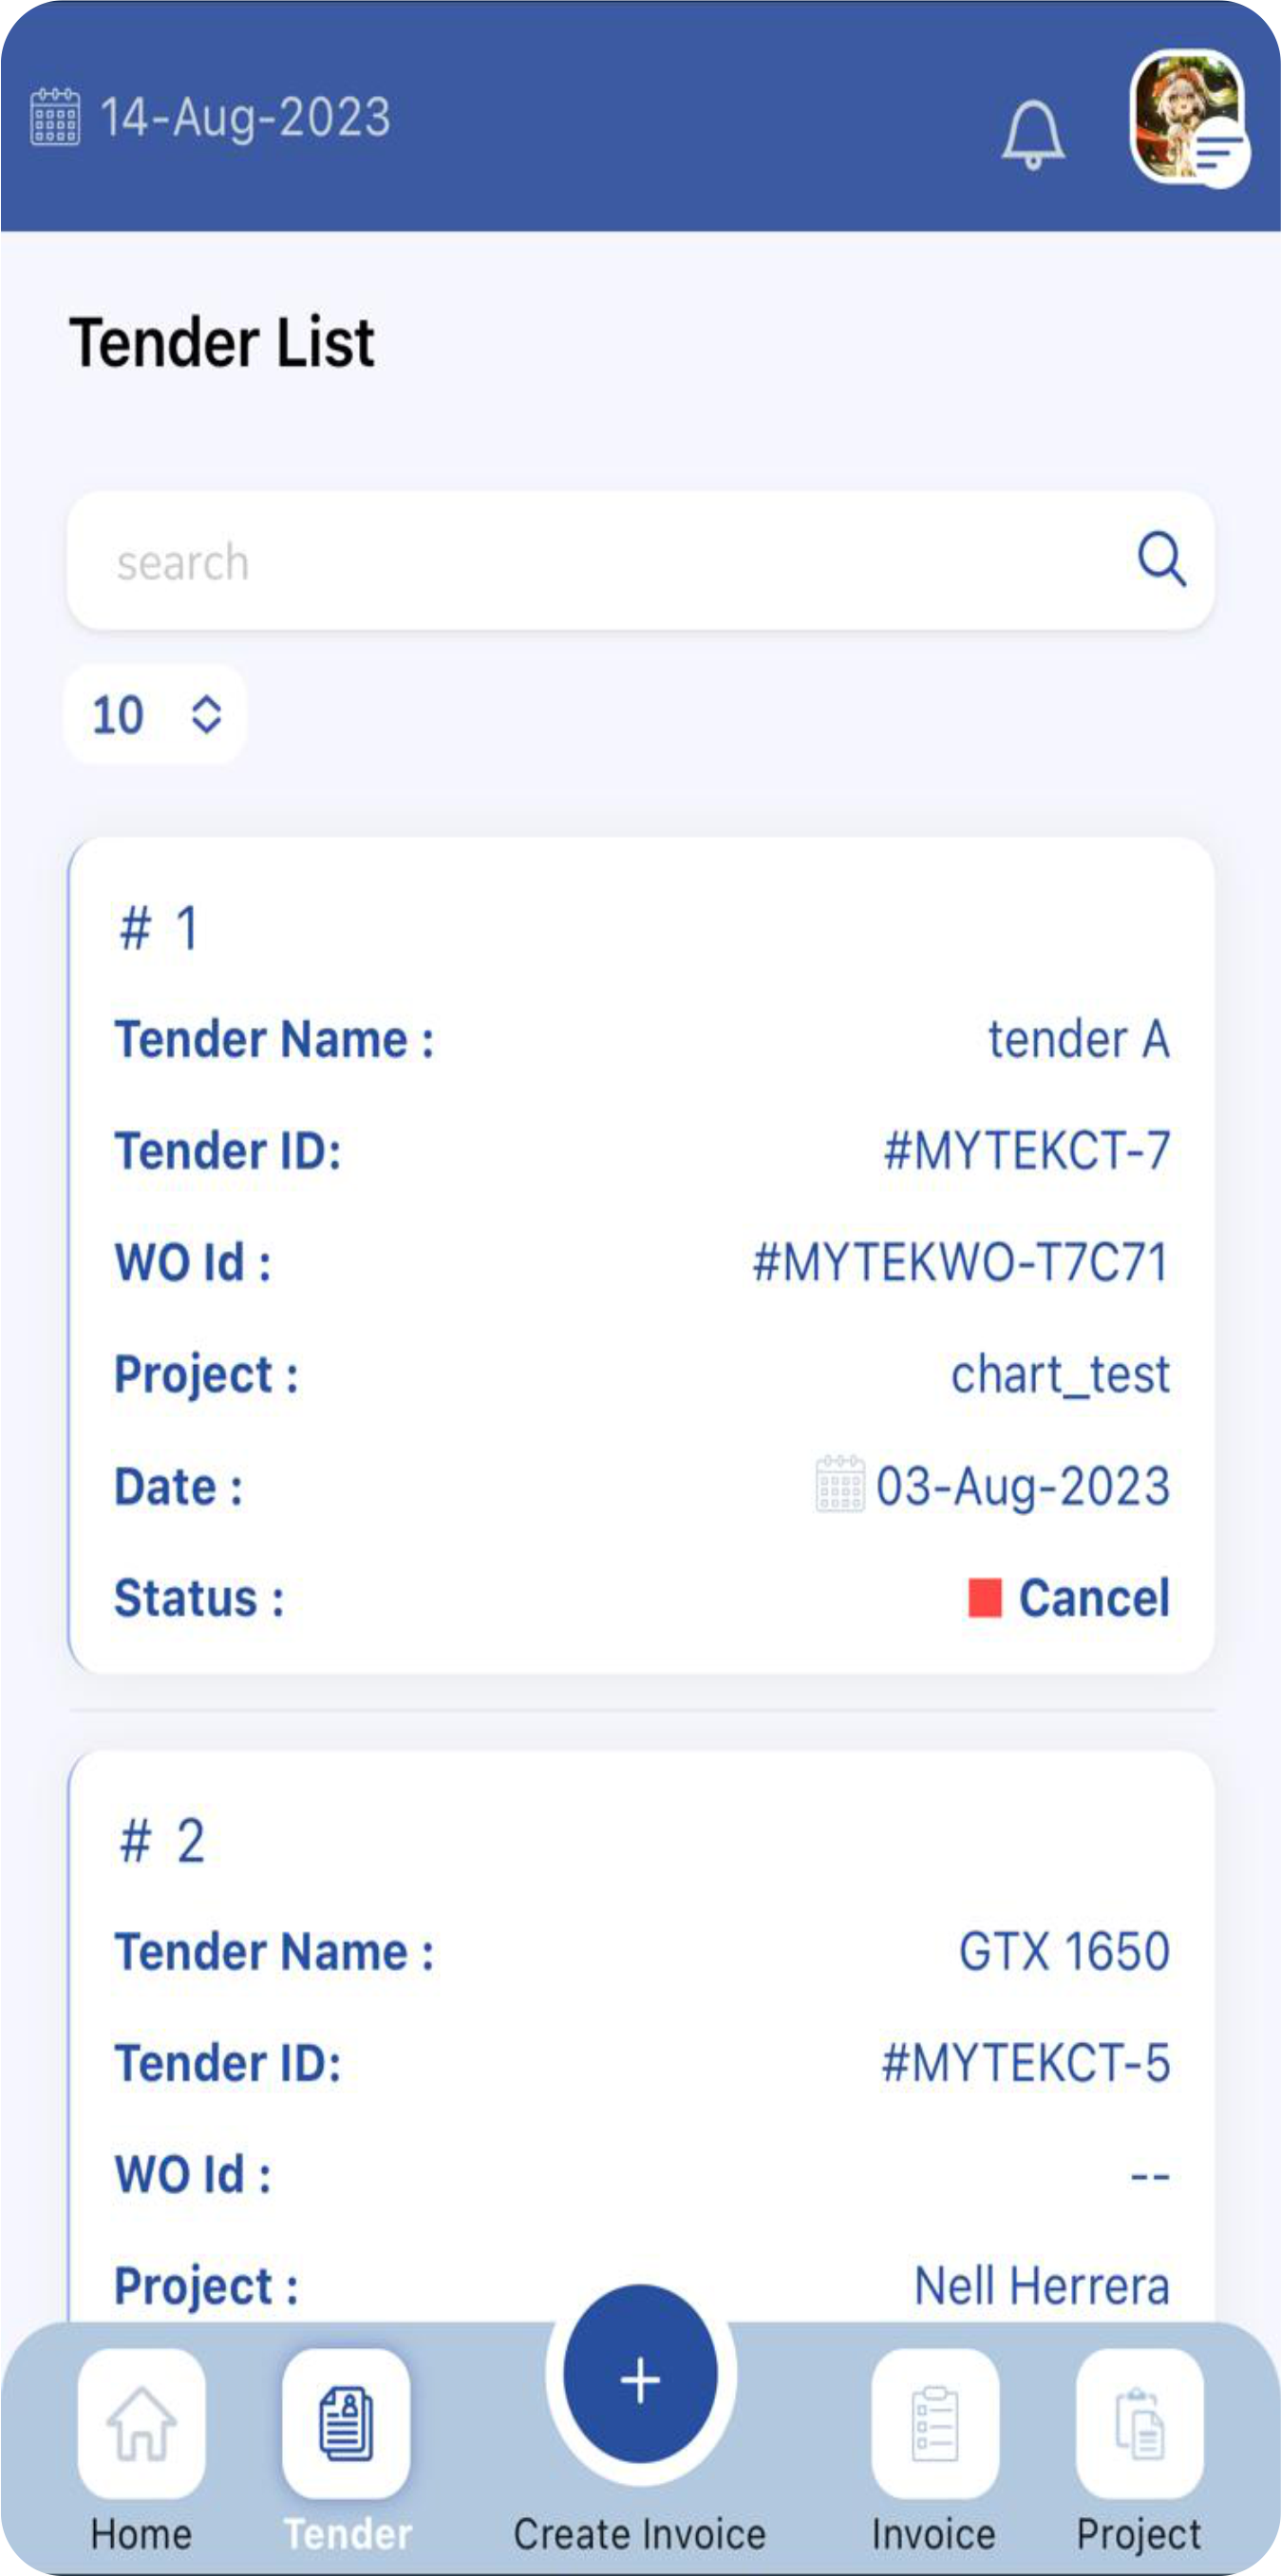 14-Aug-2023
Tender List
search
10
# 1
Tender Name : tender A
Tender ID: #MYTEKCT-7
WO Id : #MYTEKWO-T7C71
Project : chart_test
Date : 03-Aug-2023
Status : Cancel
# 2
Tender Name : GTX 1650
Tender ID: #MYTEKCT-5
WO Id : --
Project : Nell Herrera
+
Home Tender Create Invoice Invoice Project